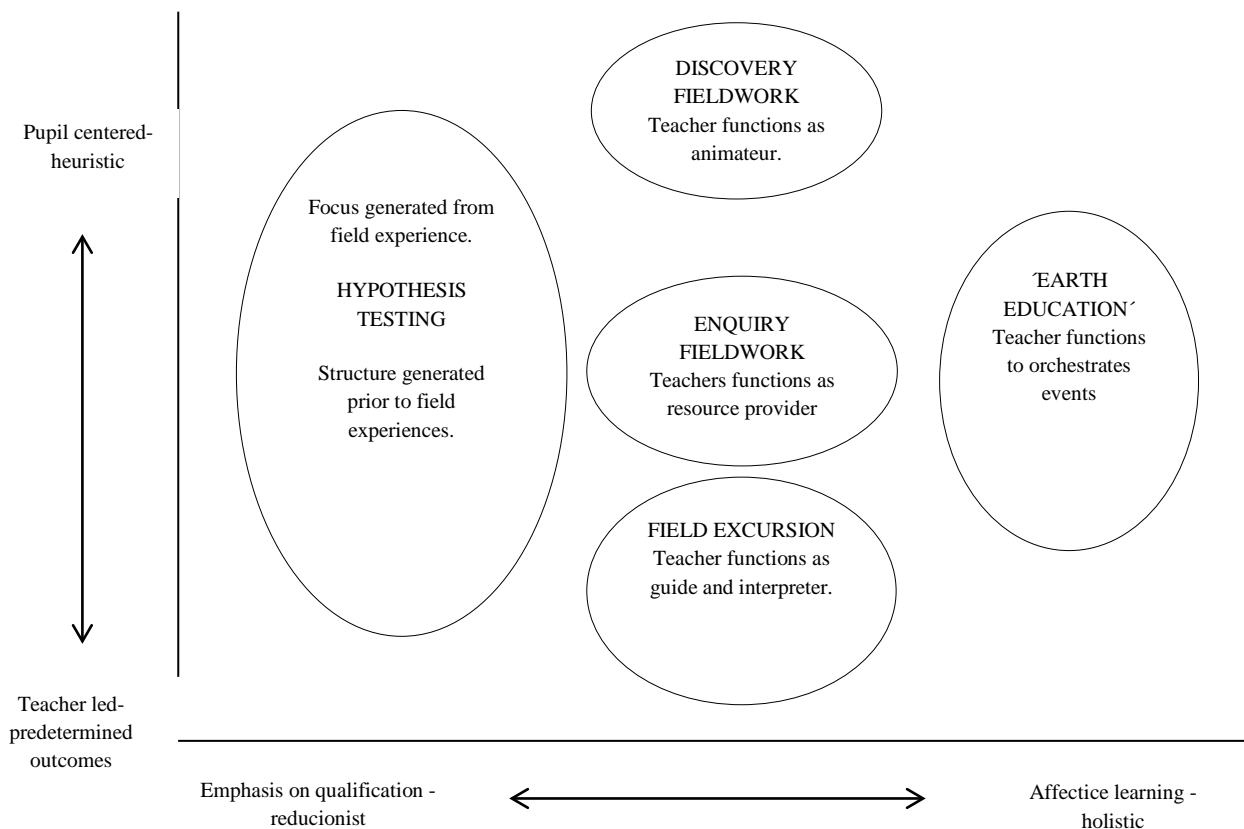 DISCOVERY
FIELDWORK
Teacher functions as
animateur.
Pupil centered-
heuristic
Focus generated from
field experience.
HYPOTHESIS
TESTING
Structure generated
prior to field
experiences.
ENQUIRY
FIELDWORK
Teachers functions as
resource provider
´EARTH
EDUCATION´
Teacher functions
to orchestrates
events
FIELD EXCURSION
Teacher functions as
guide and interpreter.
Teacher led-
predetermined
outcomes
Emphasis on qualification -
reducionist
Affectice learning -
holistic